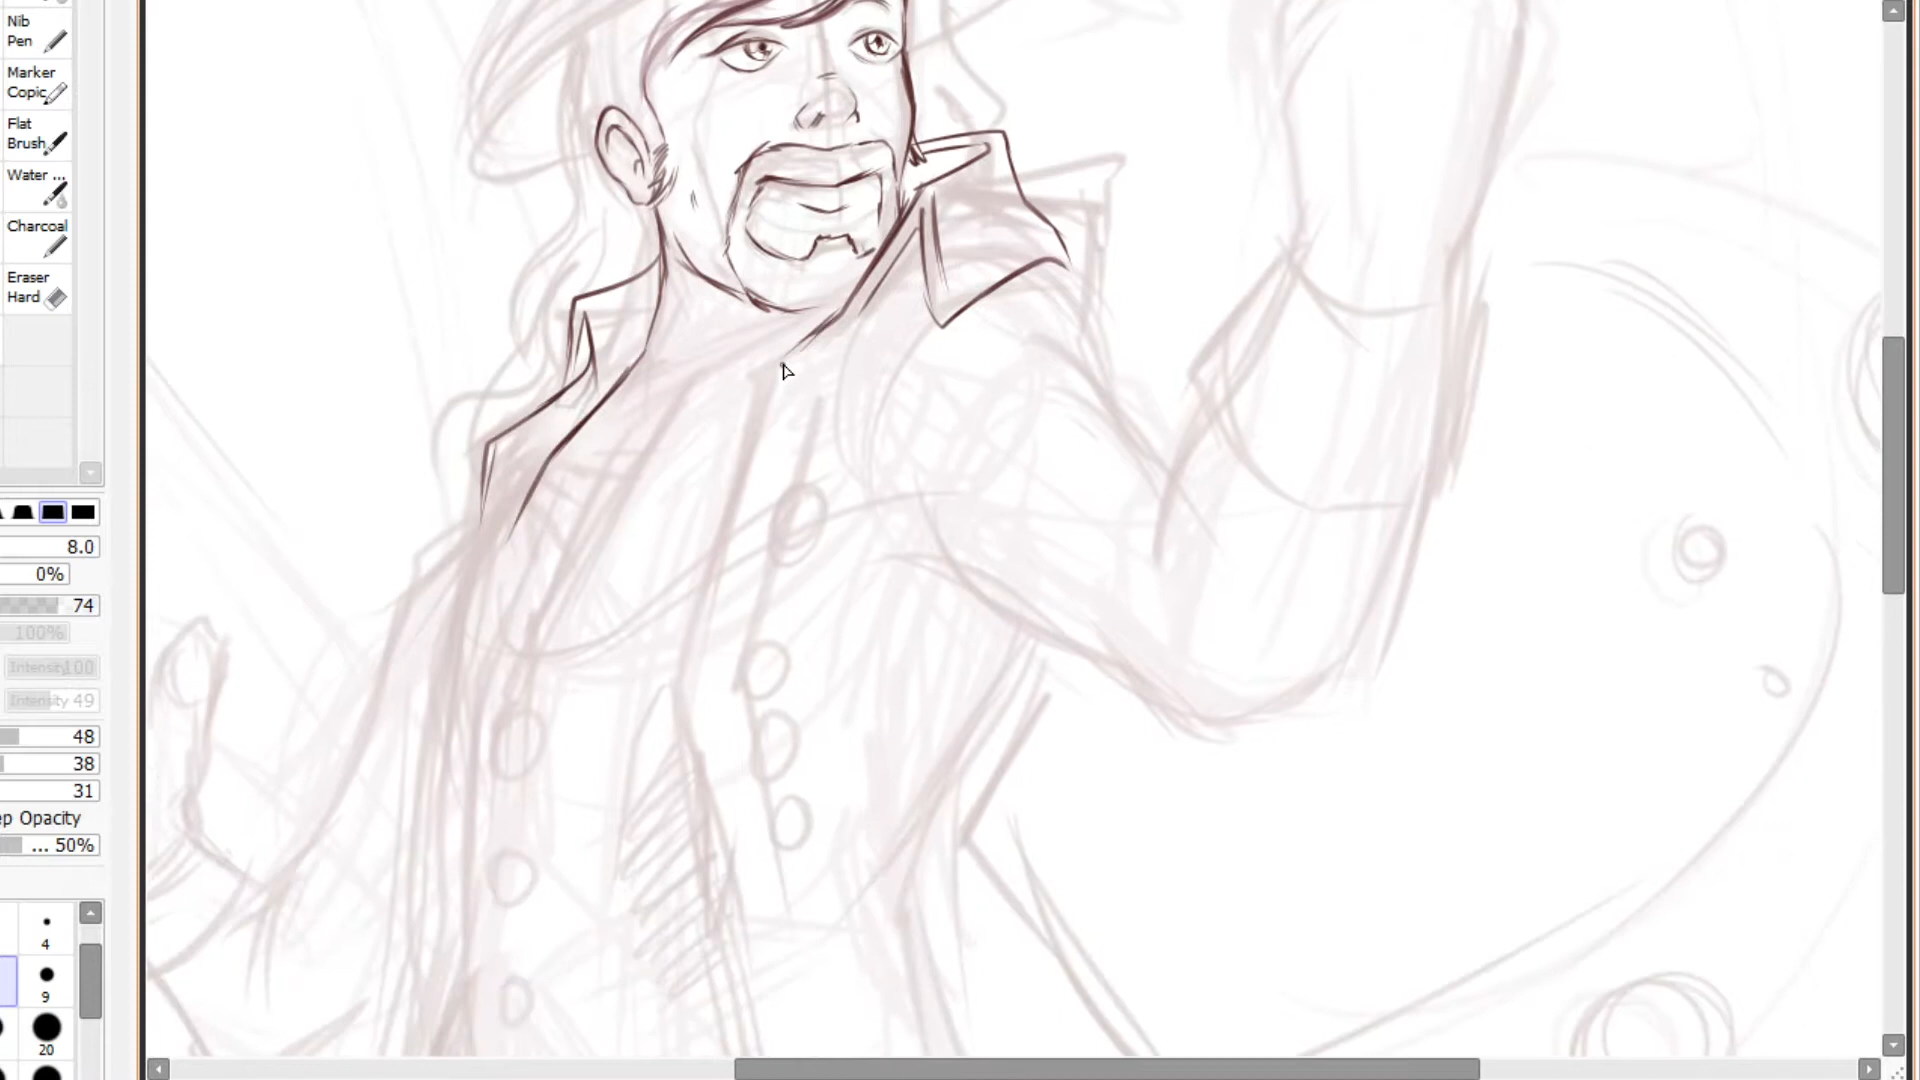 Nib
Pen
Marker
Copic
Flat
Brush
Water ...
Charcoal
Eraser
Hard
8.0
0%
74
100%
Intensity 100
Intensity 49
48
38
31
ep Opacity
... 50%
4
9
20